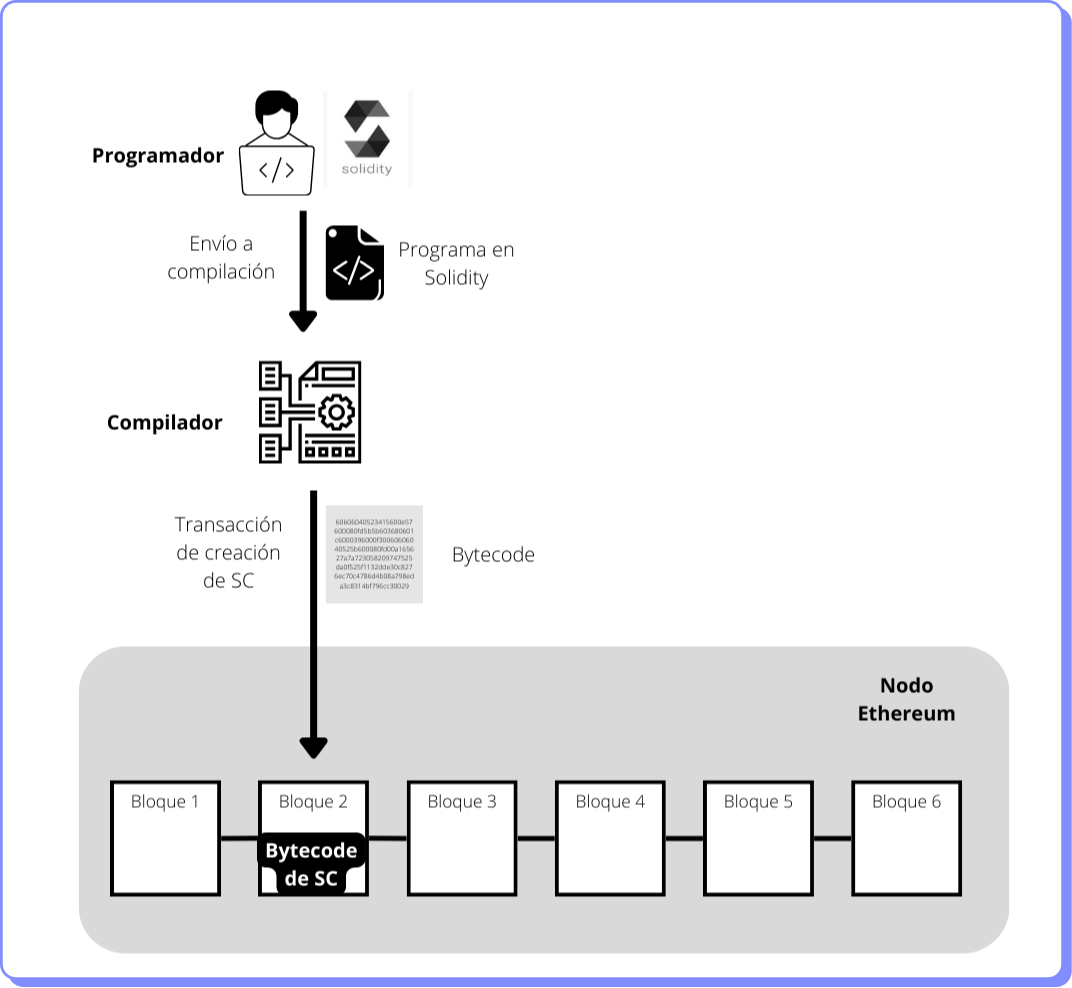 Programador
solidity
Envío a
compilación
Programa en
Solidity
Compilador
Transacción
de creación
de SC
60606040523415600e57
600080fd5b5b603680601
c6000396000f300606060
40525b600080fd00a1656
27a7a723058209747525
da0f525f1132dde30c827
6ec70c4786d4b08a798ed
a3c8314bf796cc30029
Bytecode
Nodo
Ethereum
Bloque 1
Bloque 2
Bloque 3
Bloque 4
Bloque 5
Bloque 6
Bytecode
de SC